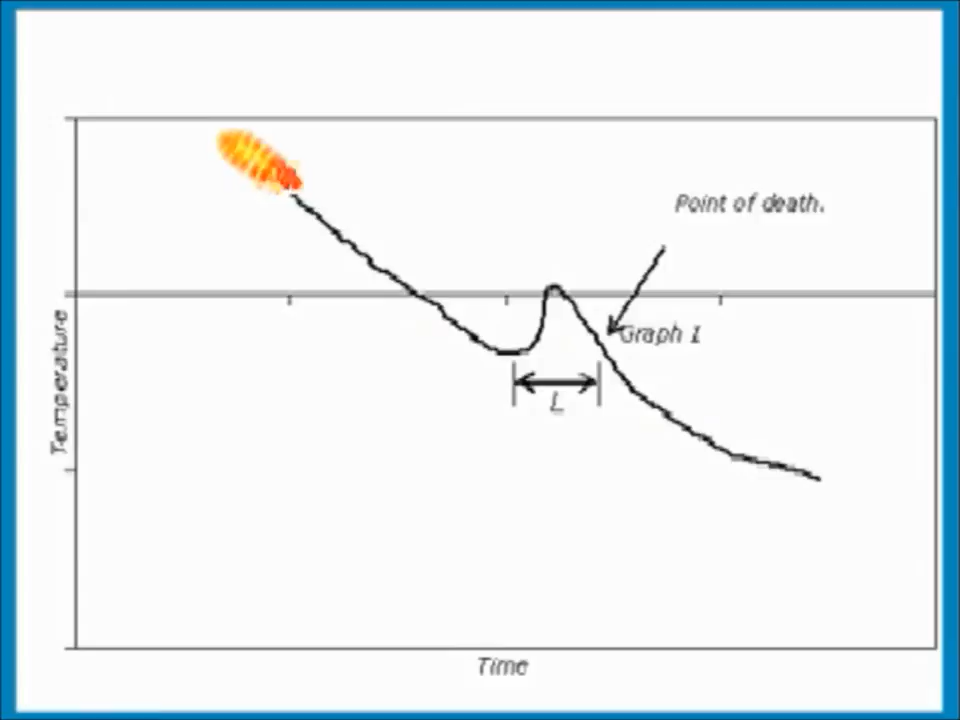 Point of death.
Graph 1
Temperature
L
Time